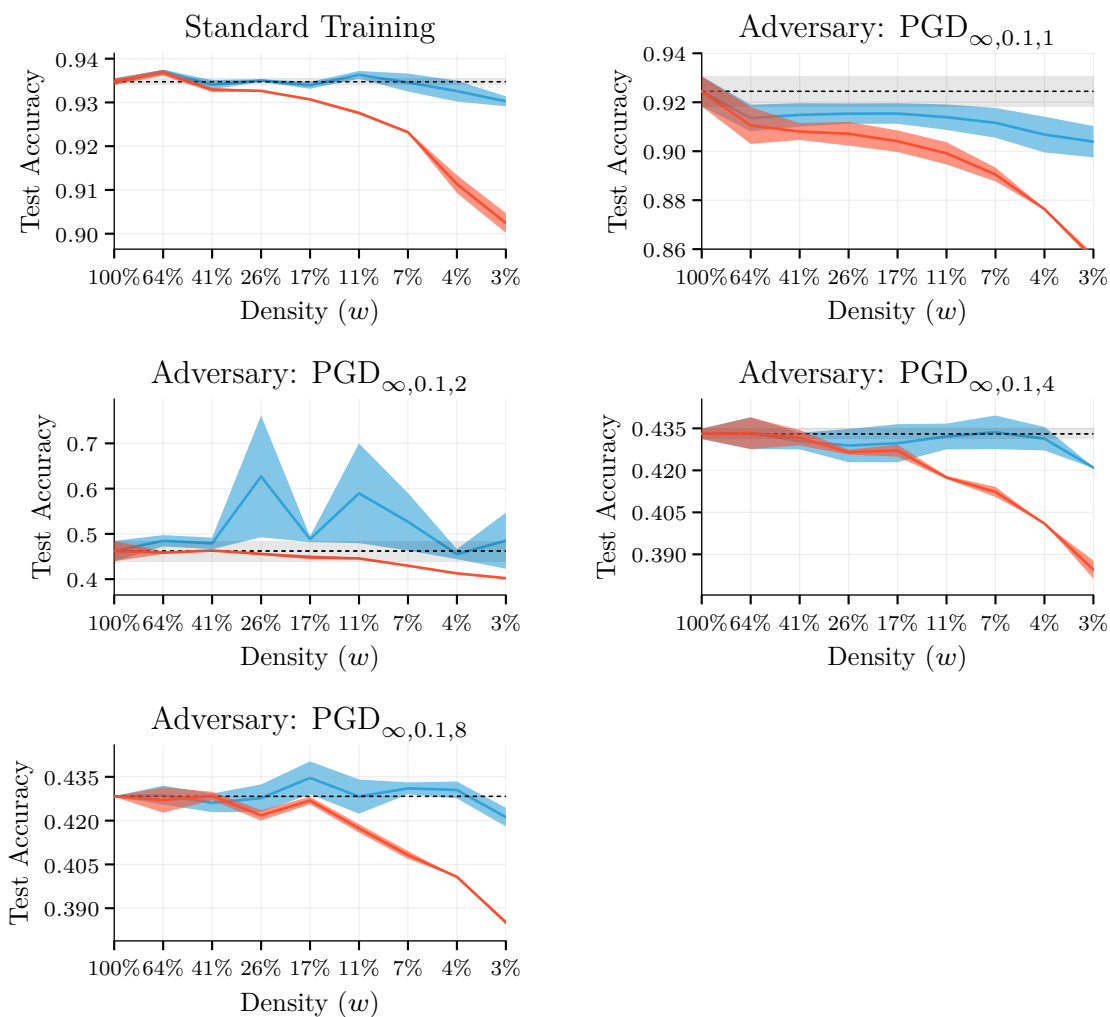 Standard Training
Test Accuracy
0.94
0.93
0.92
0.91
0.90
100% 64% 41% 26% 17% 11% 7% 4% 3%
Density (w)
Adversary: PGD∞,0.1,1
Test Accuracy
0.94
0.92
0.90
0.88
0.86
100% 64% 41% 26% 17% 11% 7% 4% 3%
Density (w)
Adversary: PGD∞,0.1,2
Test Accuracy
0.7
0.6
0.5
0.4
100% 64% 41% 26% 17% 11% 7% 4% 3%
Density (w)
Adversary: PGD∞,0.1,4
Test Accuracy
0.435
0.420
0.405
0.390
100% 64% 41% 26% 17% 11% 7% 4% 3%
Density (w)
Adversary: PGD∞,0.1,8
Test Accuracy
0.435
0.420
0.405
0.390
100% 64% 41% 26% 17% 11% 7% 4% 3%
Density (w)